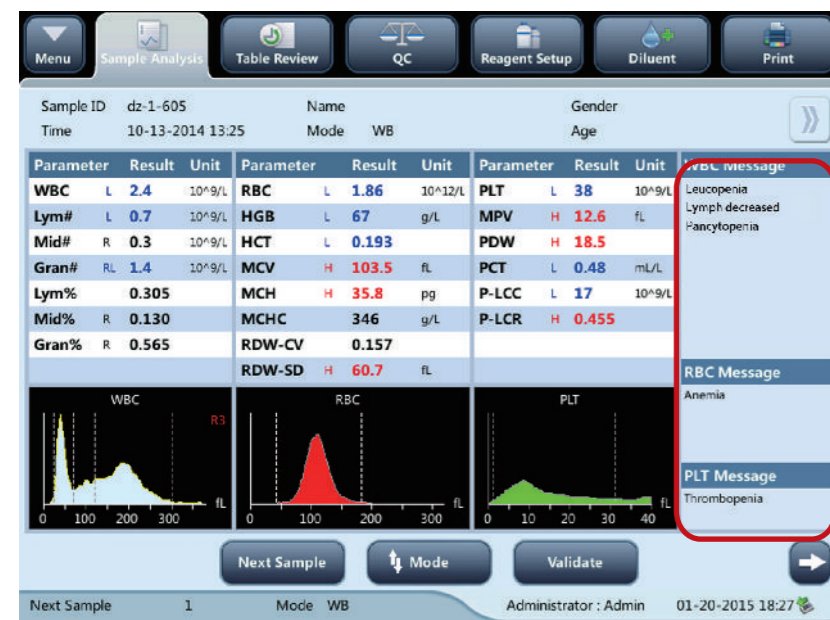 Menu Sample Analysis Table Review QC Reagent Setup Diluent Print
Sample ID dz-1-605 Name Gender
Time 10-13-2014 13:25 Mode WB Age
Parameter Result Unit Parameter Result Unit Parameter Result Unit WBC Message
WBC L 2.4 10^9/L RBC L 1.86 10^12/L PLT L 38 10^9/L Leucopenia
Lym# L 0.7 10^9/L HGB L 67 g/L MPV H 12.6 fL Lymph decreased
Mid# R 0.3 10^9/L HCT L 0.193 PDW H 18.5 Pancytopenia
Gran# RL 1.4 10^9/L MCV H 103.5 fL PCT L 0.48 mL/L
Lym% 0.305 MCH H 35.8 pg P-LCC L 17 10^9/L
Mid% R 0.130 MCHC 346 g/L P-LCR H 0.455
Gran% R 0.565 RDW-CV 0.157
RDW-SD H 60.7 fL RBC Message
WBC RBC PLT Anemia
R3
PLT Message
Thrombopenia
fL fL fL
0 100 200 300 0 100 200 300 0 10 20 30 40
Next Sample Mode Validate
Next Sample 1 Mode WB Administrator : Admin 01-20-2015 18:27